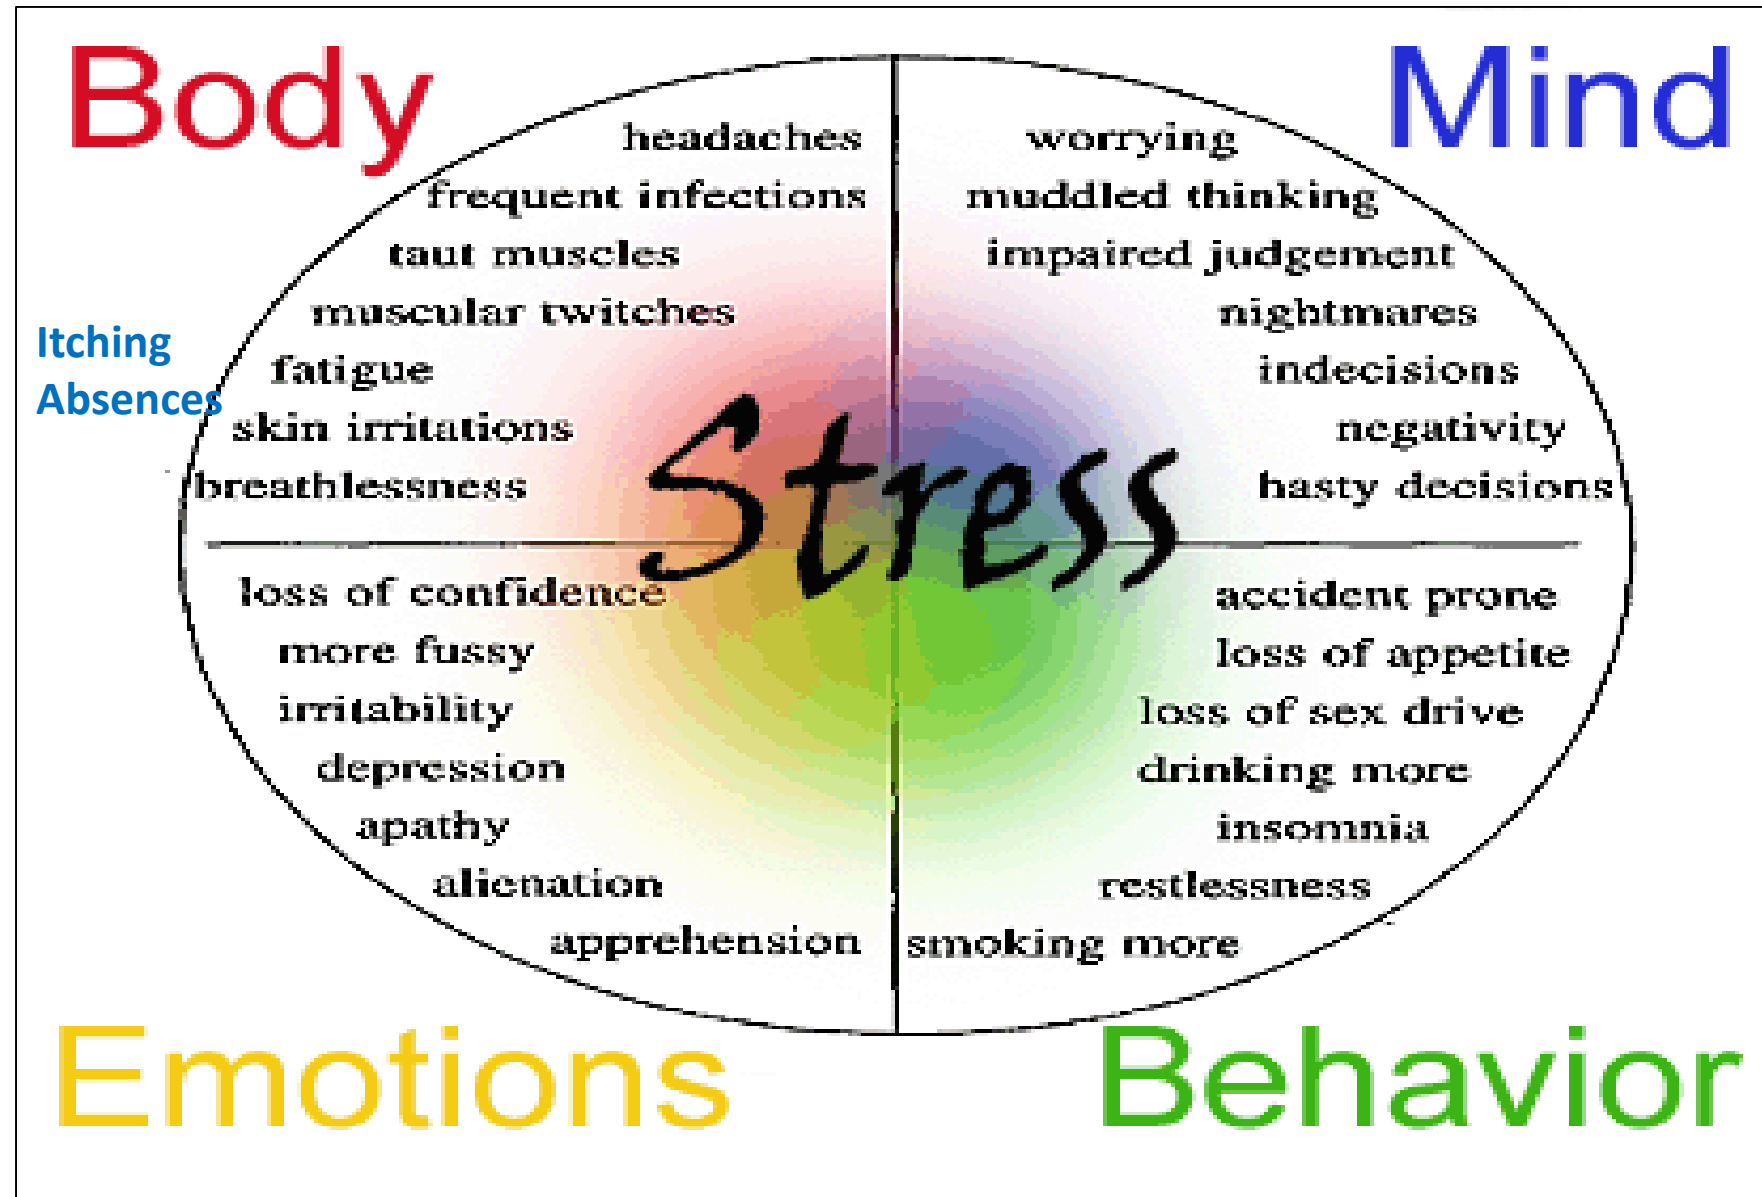 Body
Mind
headaches
frequent infections
taut muscles
muscular twitches
fatigue
skin irritations
breathlessness
Itching
Absences
worrying
muddled thinking
impaired judgement
nightmares
indecisions
negativity
hasty decisions
Stress
loss of confidence
more fussy
irritability
depression
apathy
alienation
apprehension
accident prone
loss of appetite
loss of sex drive
drinking more
insomnia
restlessness
smoking more
Emotions
Behavior